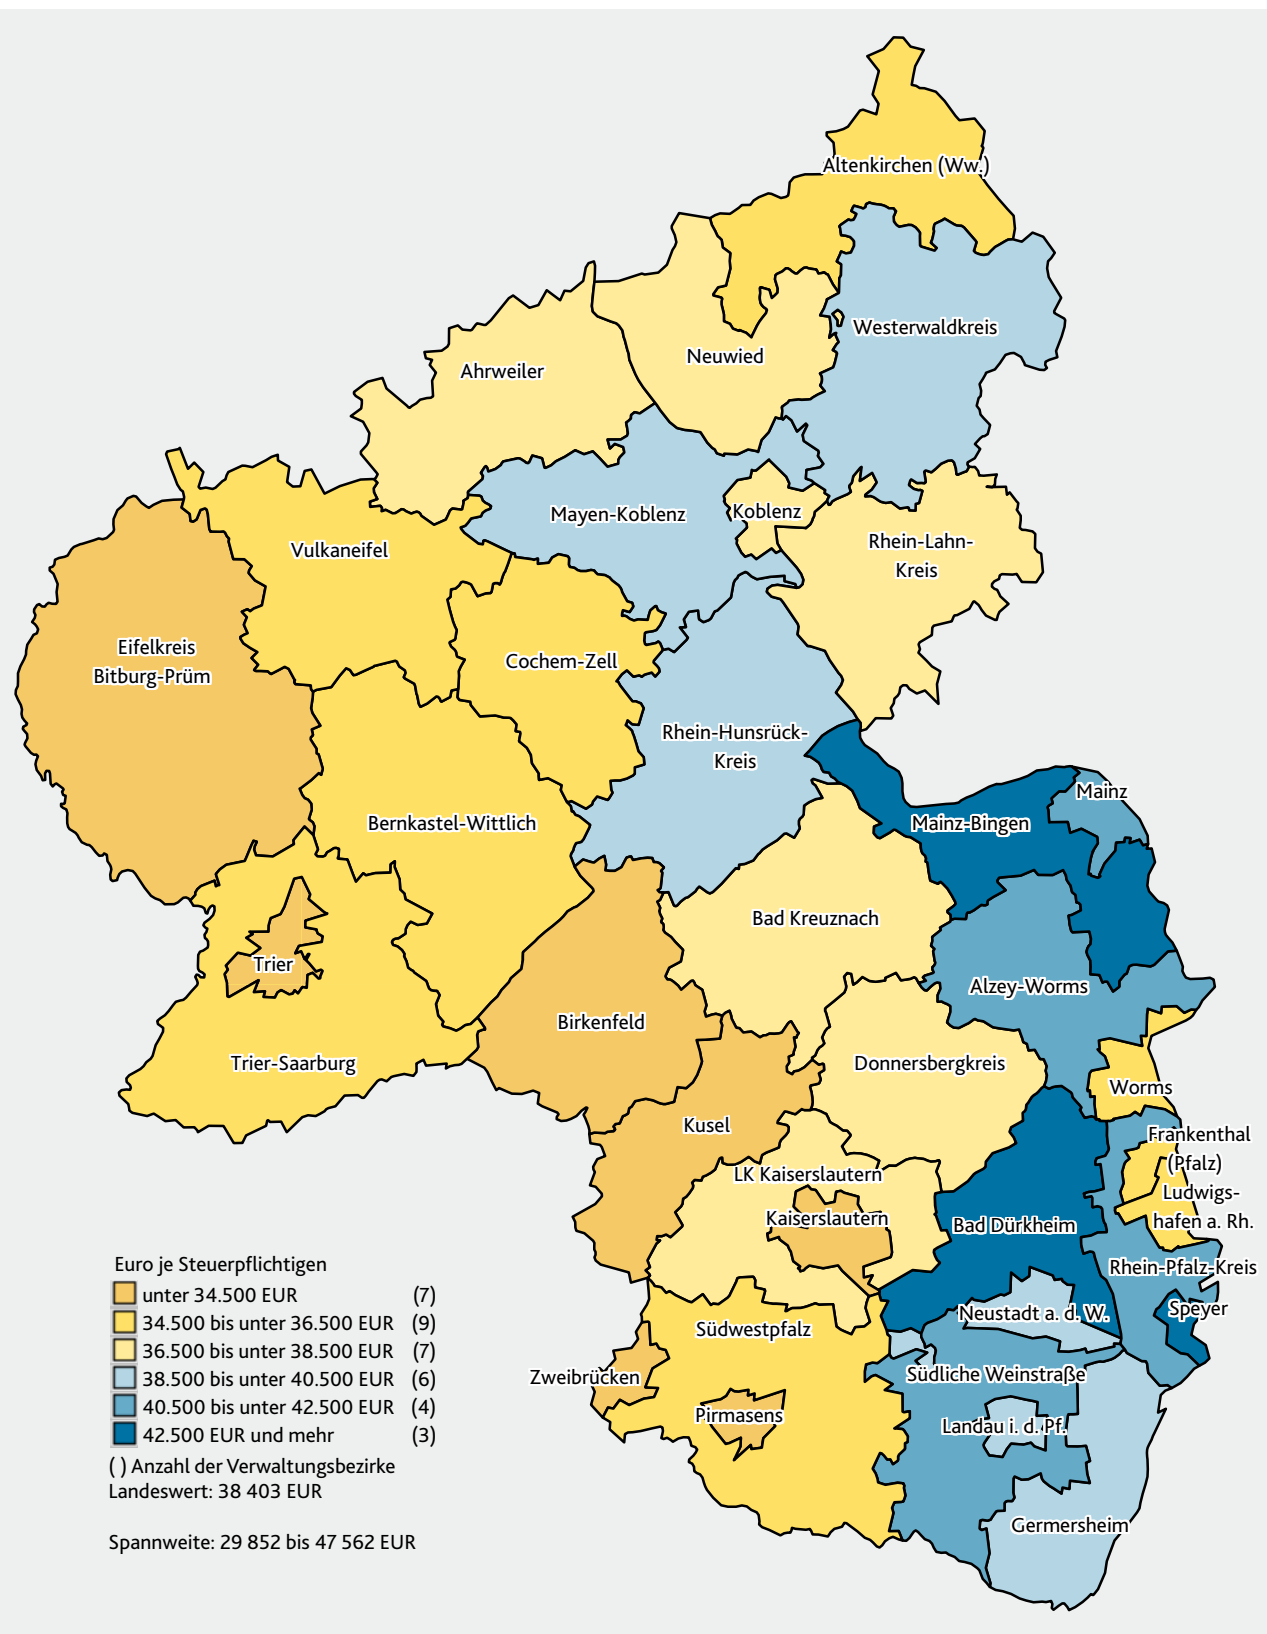 Altenkirchen (Ww.)
Westerwaldkreis
Neuwied
Ahrweiler
Mayen-Koblenz
Koblenz
Rhein-Lahn-
Kreis
Vulkaneifel
Eifelkreis
Bitburg-Prüm
Cochem-Zell
Rhein-Hunsrück-
Kreis
Mainz
Mainz-Bingen
Bernkastel-Wittlich
Bad Kreuznach
Trier
Alzey-Worms
Birkenfeld
Trier-Saarburg
Donnersbergkreis
Worms
Kusel
Frankenthal
(Pfalz)
LK Kaiserslautern
Ludwigs-
hafen a. Rh.
Kaiserslautern
Bad Dürkheim
Rhein-Pfalz-Kreis
Speyer
Neustadt a. d. W.
Südwestpfalz
Zweibrücken
Südliche Weinstraße
Pirmasens
Landau i. d. Pf.
Germersheim
Euro je Steuerpflichtigen
unter 34.500 EUR (7)
34.500 bis unter 36.500 EUR (9)
36.500 bis unter 38.500 EUR (7)
38.500 bis unter 40.500 EUR (6)
40.500 bis unter 42.500 EUR (4)
42.500 EUR und mehr (3)
( ) Anzahl der Verwaltungsbezirke
Landeswert: 38 403 EUR
Spannweite: 29 852 bis 47 562 EUR